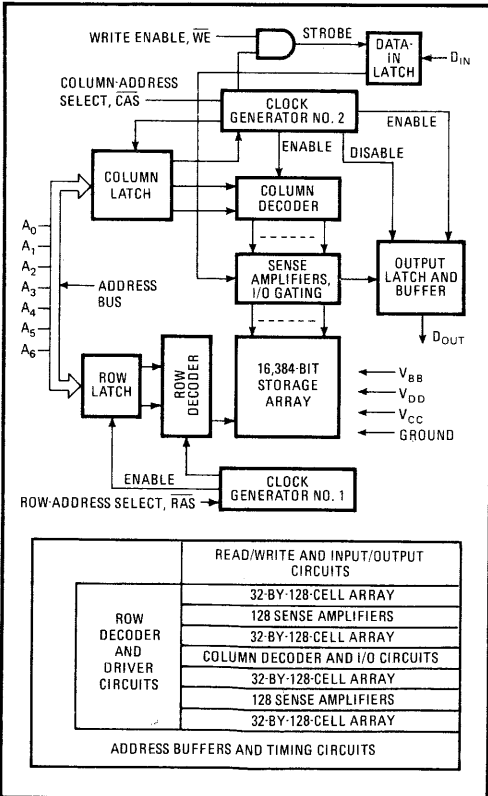 WRITE ENABLE, WE
STROBE
DATA-
IN
LATCH
D_IN
COLUMN-ADDRESS
SELECT, CAS
CLOCK
GENERATOR NO. 2
ENABLE
ENABLE
DISABLE
COLUMN
LATCH
COLUMN
DECODER
A0
A1
A2
A3
A4
A5
A6
ADDRESS
BUS
SENSE
AMPLIFIERS,
I/O GATING
OUTPUT
LATCH AND
BUFFER
DOUT
ROW
LATCH
ROW
DECODER
16,384-BIT
STORAGE
ARRAY
VBB
VDD
VCC
GROUND
ENABLE
ROW-ADDRESS SELECT, RAS
CLOCK
GENERATOR NO. 1
READ/WRITE AND INPUT/OUTPUT
CIRCUITS
ROW
DECODER
AND
DRIVER
CIRCUITS
32-BY-128-CELL ARRAY
128 SENSE AMPLIFIERS
32-BY-128-CELL ARRAY
COLUMN DECODER AND I/O CIRCUITS
32-BY-128-CELL ARRAY
128 SENSE AMPLIFIERS
32-BY-128-CELL ARRAY
ADDRESS BUFFERS AND TIMING CIRCUITS